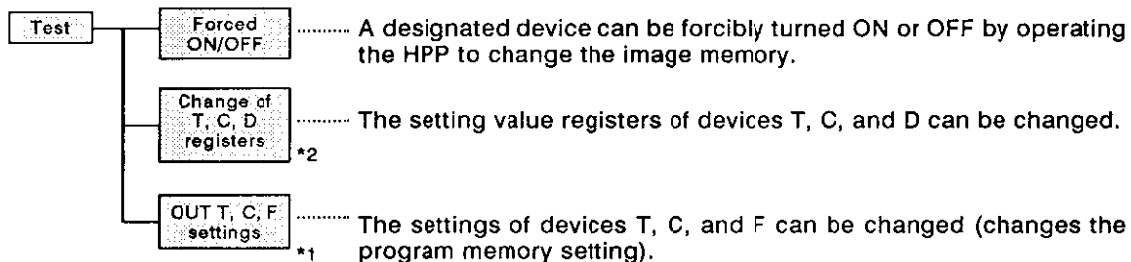 Test
Forced
ON/OFF
A designated device can be forcibly turned ON or OFF by operating
the HPP to change the image memory.
Change of
T, C, D
registers
*2
The setting value registers of devices T, C, and D can be changed.
OUT T, C, F
settings
*1
The settings of devices T, C, and F can be changed (changes the
program memory setting).